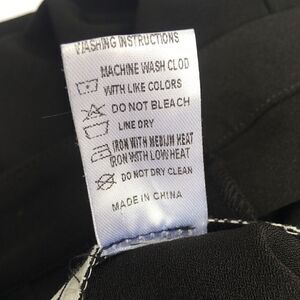 WASHING INSTRUCTIONS
MACHINE WASH CLOD
WITH LIKE COLORS
DO NOT BLEACH
LINE DRY
IRON WITH MEDIUM HEAT
IRON WITH LOW HEAT
DO NOT DRY CLEAN
MADE IN CHINA